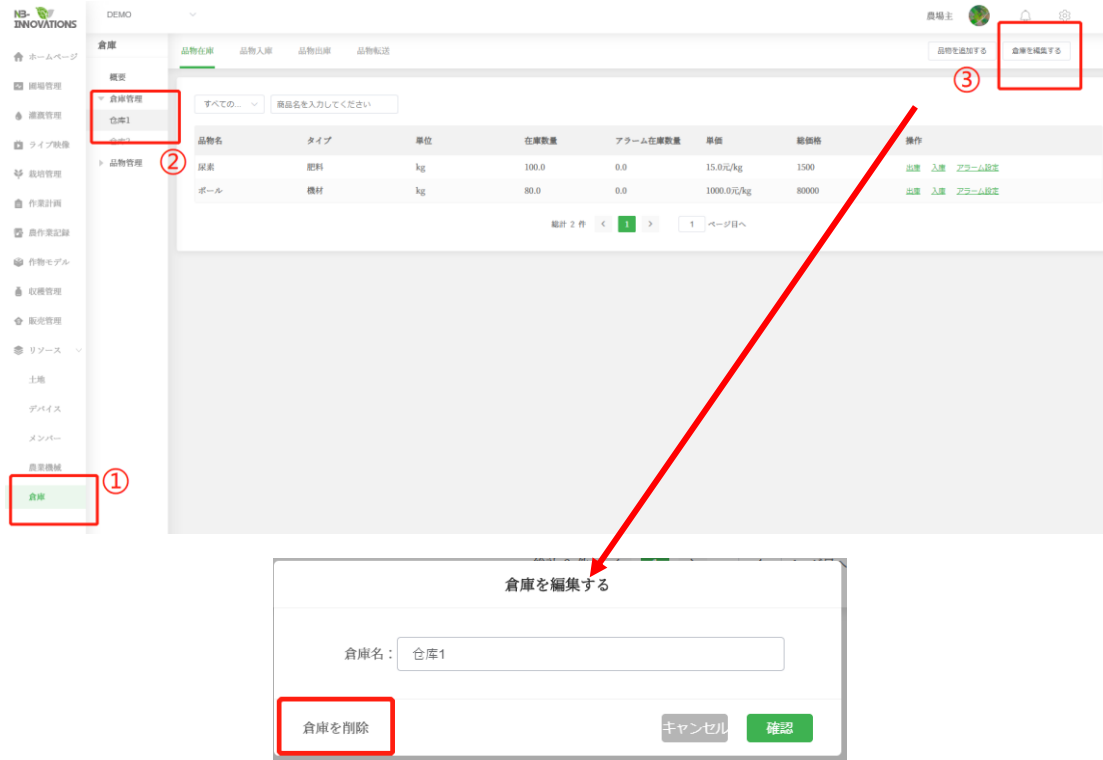 NB-
INNOVATIONS
DEMO
農場主
ホームページ
圃場管理
灌漑管理
ライブ映像
栽培管理
作業計画
農作業記録
作物モデル
収穫管理
販売管理
リソース
土地
デバイス
メンバー
農業機械
倉庫
①
倉庫
概要
倉庫管理
仓库1
品物管理
②
品物在庫 品物入庫 品物出庫 品物転送
品物を追加する 倉庫を編集する
③
すべての... 商品名を入力してください
品物名 タイプ 単位 在庫数量 アラーム在庫数量 単価 総価格 操作
尿素 肥料 kg 100.0 0.0 15.0元/kg 1500 出庫 入庫 アラーム設定
ポール 機材 kg 80.0 0.0 1000.0元/kg 80000 出庫 入庫 アラーム設定
総計 2 件 < 1 > 1 ページ目へ
倉庫を編集する
倉庫名： 仓库1
倉庫を削除 キャンセル 確認